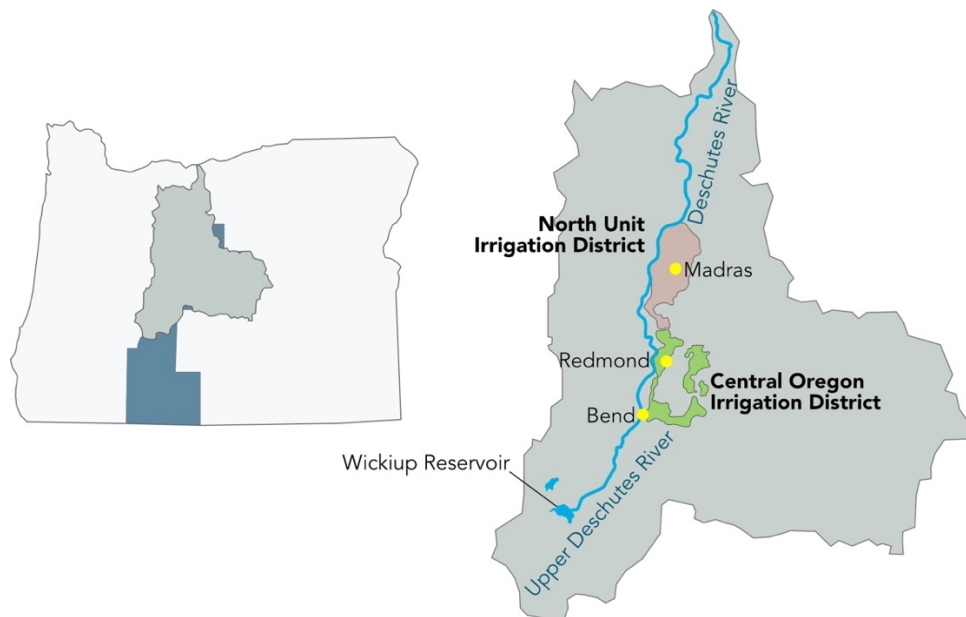 Deschutes River
North Unit
Irrigation District
Madras
Redmond
Central Oregon
Irrigation District
Bend
Wickiup Reservoir
Upper Deschutes River